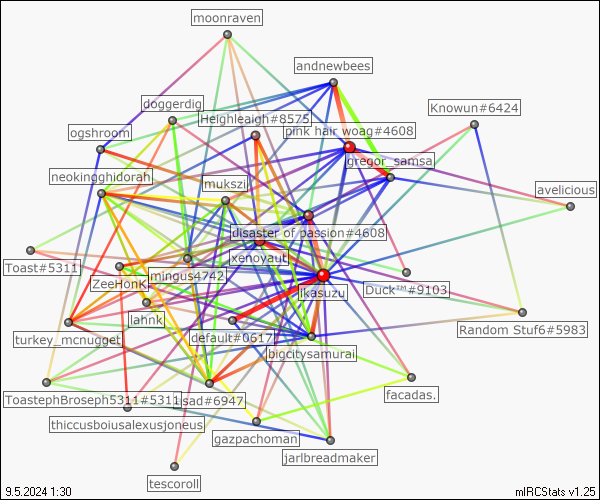 moonraven
andnewbees
doggerdig
Knowun#6424
Heighleaigh#8575
ogshroom
pink hair woag#4608
gregor_samsa
neokingghidorah
mukszi
avelicious
disaster of passion#4608
xenoyaut
Toast#5311
mingus4742
ZeeHonK
ikasuzu
Duck™#9103
lahnk
Random Stuf6#5983
turkey_mcnugget
default#0617
bigcitysamurai
facadas.
ToastephBroseph5311#5311
sad#6947
thiccusboiusalexusjoneus
gazpachoman
jarlbreadmaker
tescoroll
9.5.2024 1:30
mIRCStats v1.25